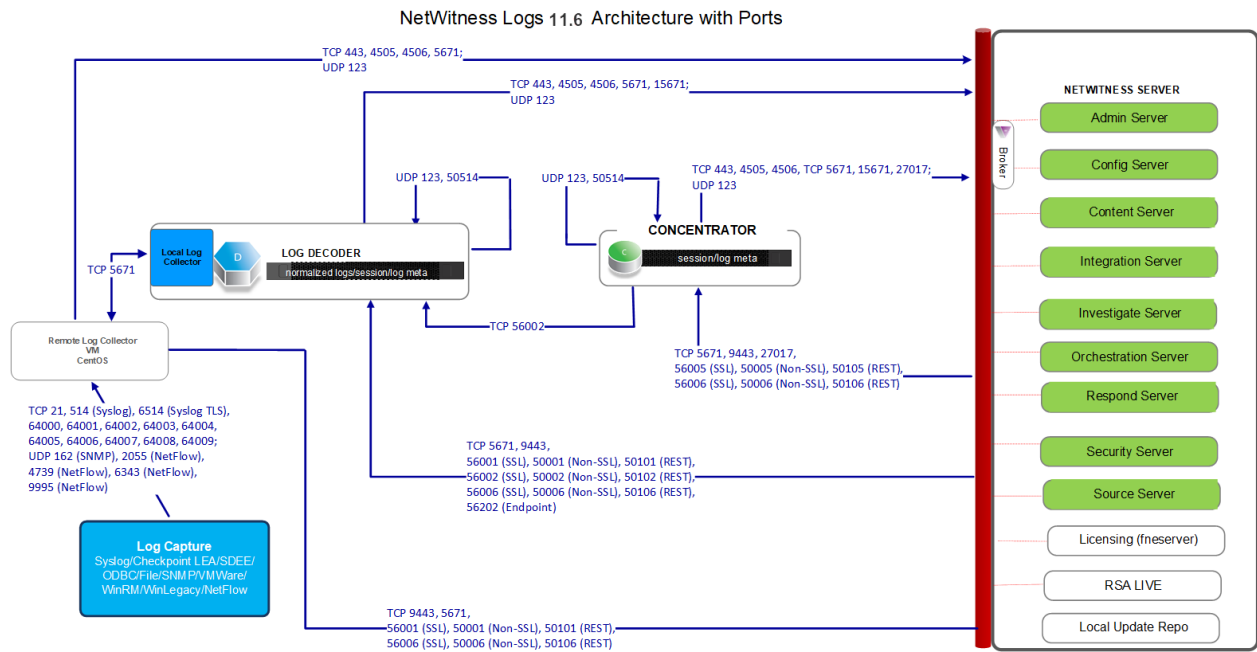 NetWitness Logs 11.6 Architecture with Ports
TCP 443, 4505, 4506, 5671;
UDP 123
TCP 443, 4505, 4506, 5671, 15671;
UDP 123
UDP 123, 50514
UDP 123, 50514
TCP 443, 4505, 4506, TCP 5671, 15671, 27017;
UDP 123
Local Log
Collector
D
LOG DECODER
normalized logs/session/log meta
CONCENTRATOR
C
session/log meta
TCP 5671
TCP 56002
Remote Log Collector
VM
CentOS
TCP 5671, 9443, 27017,
56005 (SSL), 50005 (Non-SSL), 50105 (REST),
56006 (SSL), 50006 (Non-SSL), 50106 (REST)
TCP 21, 514 (Syslog), 6514 (Syslog TLS),
64000, 64001, 64002, 64003, 64004,
64005, 64006, 64007, 64008, 64009;
UDP 162 (SNMP), 2055 (NetFlow),
4739 (NetFlow), 6343 (NetFlow),
9995 (NetFlow)
TCP 5671, 9443,
56001 (SSL), 50001 (Non-SSL), 50101 (REST),
56002 (SSL), 50002 (Non-SSL), 50102 (REST),
56006 (SSL), 50006 (Non-SSL), 50106 (REST),
56202 (Endpoint)
Log Capture
Syslog/Checkpoint LEA/SDEE/
ODBC/File/SNMP/VMWare/
WinRM/WinLegacy/NetFlow
TCP 9443, 5671,
56001 (SSL), 50001 (Non-SSL), 50101 (REST),
56006 (SSL), 50006 (Non-SSL), 50106 (REST)
NETWITNESS SERVER
Broker
Admin Server
Config Server
Content Server
Integration Server
Investigate Server
Orchestration Server
Respond Server
Security Server
Source Server
Licensing (fneserver)
RSA LIVE
Local Update Repo